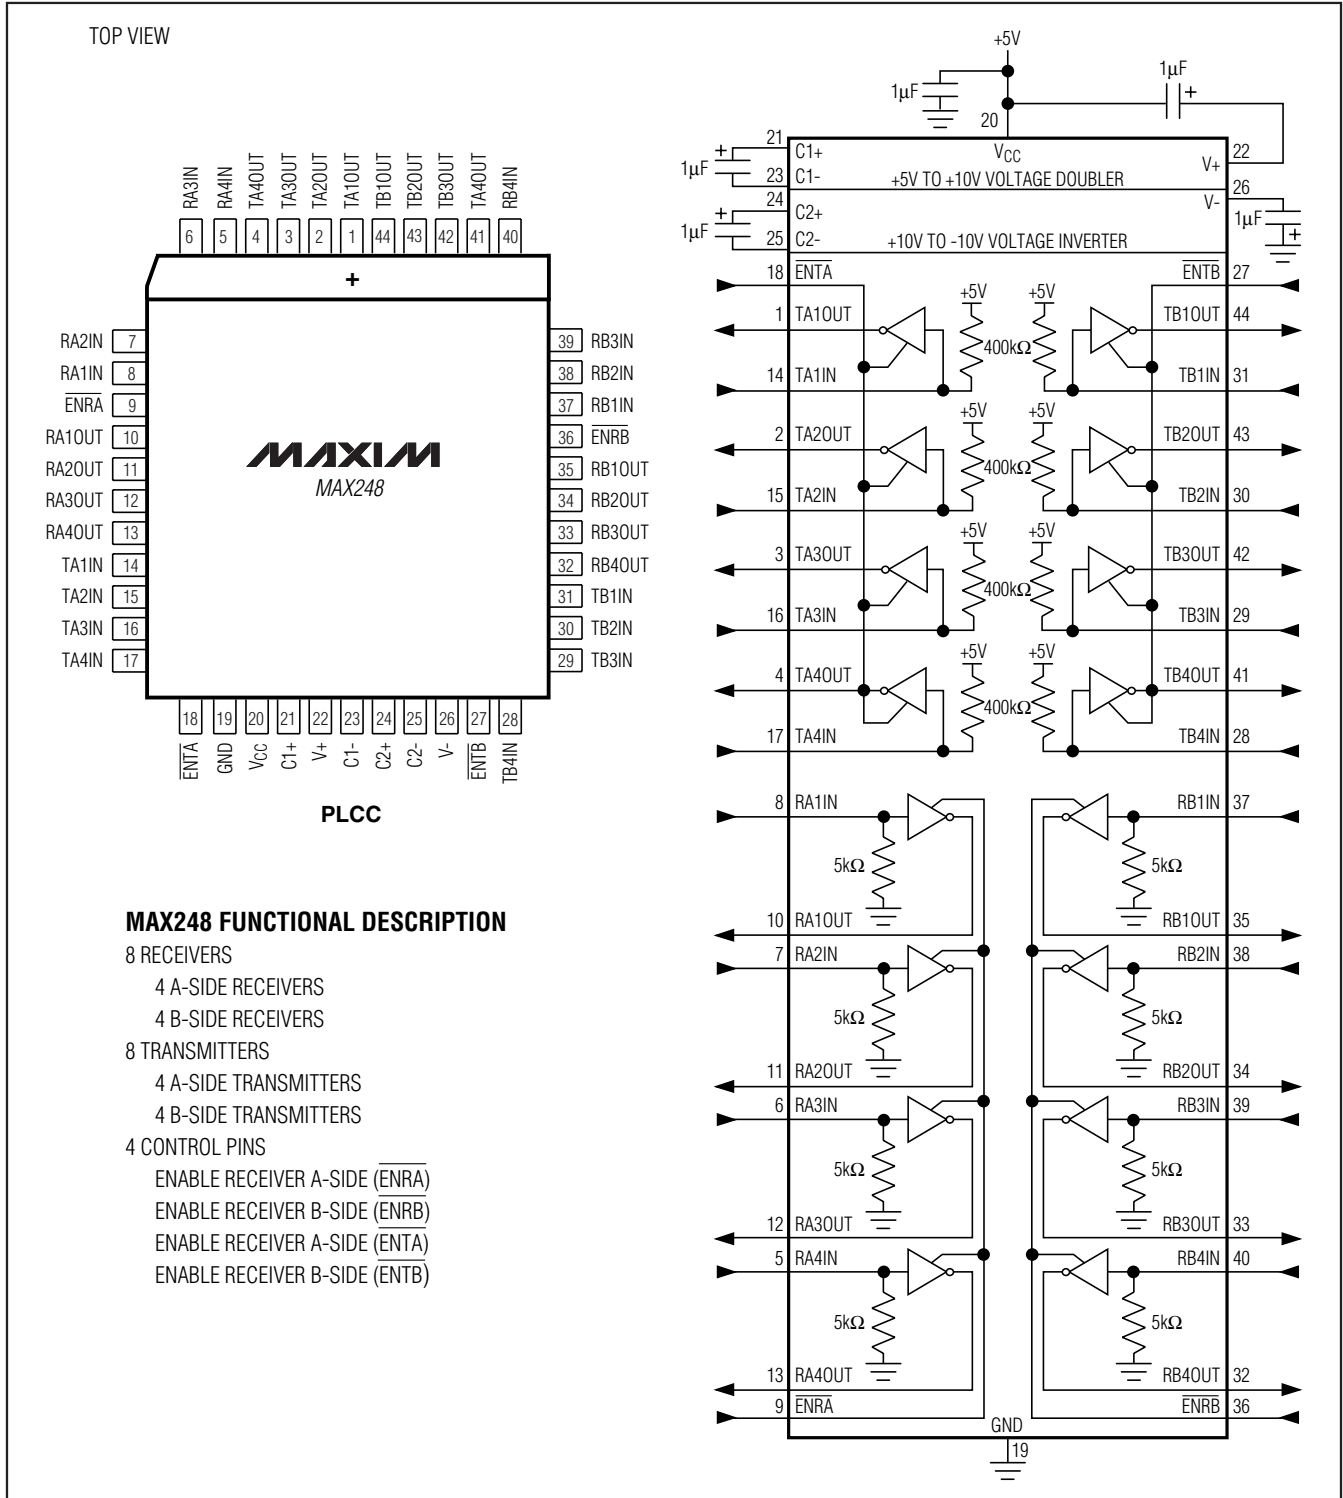 TOP VIEW
RA3IN
RA4IN
TA4OUT
TA3OUT
TA2OUT
TA1OUT
TB1OUT
TB2OUT
TB3OUT
TA4OUT
RB4IN
6 5 4 3 2 1 44 43 42 41 40
+
RA2IN 7
RA1IN 8
ENRA 9
RA1OUT 10
RA2OUT 11
RA3OUT 12
RA4OUT 13
TA1IN 14
TA2IN 15
TA3IN 16
TA4IN 17
MAXIM
MAX248
39 RB3IN
38 RB2IN
37 RB1IN
36 ENRB
35 RB1OUT
34 RB2OUT
33 RB3OUT
32 RB4OUT
31 TB1IN
30 TB2IN
29 TB3IN
18 19 20 21 22 23 24 25 26 27 28
ENTA
GND
VCC
C1+
V+
C1-
C2+
C2-
V-
ENTB
TB4IN
PLCC
MAX248 FUNCTIONAL DESCRIPTION
8 RECEIVERS
4 A-SIDE RECEIVERS
4 B-SIDE RECEIVERS
8 TRANSMITTERS
4 A-SIDE TRANSMITTERS
4 B-SIDE TRANSMITTERS
4 CONTROL PINS
ENABLE RECEIVER A-SIDE (ENRA)
ENABLE RECEIVER B-SIDE (ENRB)
ENABLE RECEIVER A-SIDE (ENTA)
ENABLE RECEIVER B-SIDE (ENTB)
+5V
1µF
1µF +
20
21 C1+ VCC V+ 22
+ 1µF
23 C1- +5V TO +10V VOLTAGE DOUBLER
26 V-
24 C2+
+ 1µF
1µF +
25 C2- +10V TO -10V VOLTAGE INVERTER
18 ENTA ENTB 27
+5V +5V
1 TA1OUT TB1OUT 44
400kΩ
14 TA1IN TB1IN 31
+5V +5V
2 TA2OUT TB2OUT 43
400kΩ
15 TA2IN TB2IN 30
+5V +5V
3 TA3OUT TB3OUT 42
400kΩ
16 TA3IN TB3IN 29
+5V +5V
4 TA4OUT TB4OUT 41
400kΩ
17 TA4IN TB4IN 28
8 RA1IN RB1IN 37
5kΩ 5kΩ
10 RA1OUT RB1OUT 35
7 RA2IN RB2IN 38
5kΩ 5kΩ
11 RA2OUT RB2OUT 34
6 RA3IN RB3IN 39
5kΩ 5kΩ
12 RA3OUT RB3OUT 33
5 RA4IN RB4IN 40
5kΩ 5kΩ
13 RA4OUT RB4OUT 32
9 ENRA ENRB 36
GND
19